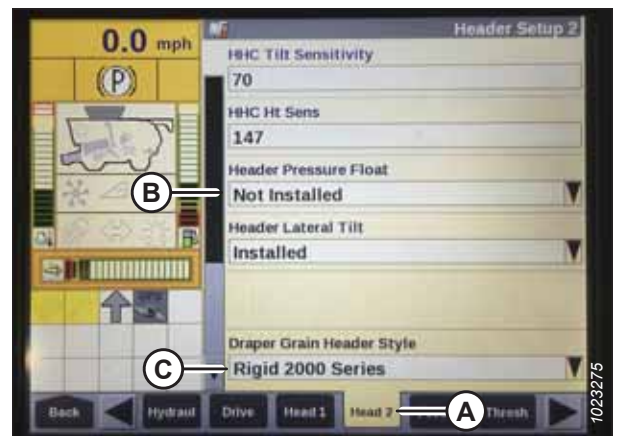 0.0 mph
Header Setup 2
(P)
HHC Tilt Sensitivity
70
HHC Ht Sens
147
Header Pressure Float
B
Not Installed
Header Lateral Tilt
Installed
Draper Grain Header Style
C
Rigid 2000 Series
Back
Hydraul
Drive
Head 1
Head 2
A
Thresh
1023275